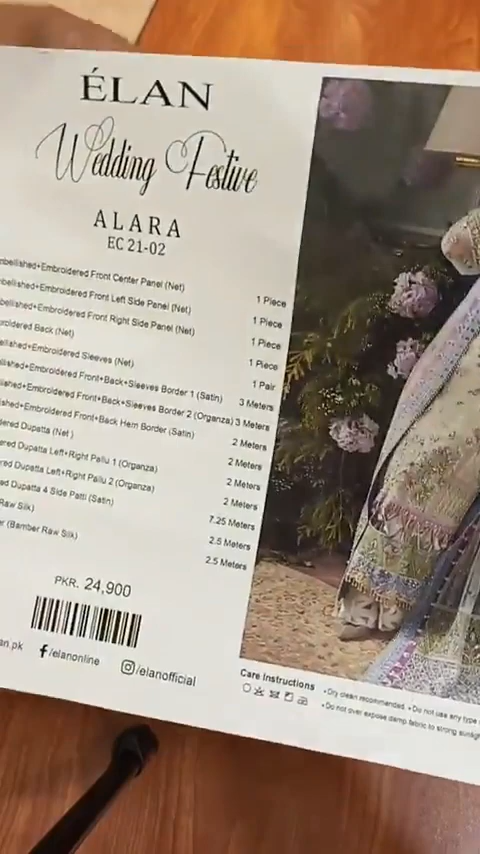 ÉLAN
Wedding Festive
ALARA
EC 21-02
mbellished+Embroidered Front Center Panel (Net) 1 Piece
mbellished+Embroidered Front Left Side Panel (Net) 1 Piece
bellished+Embroidered Front Right Side Panel (Net) 1 Piece
broidered Back (Net) 1 Piece
ellished+Embroidered Sleeves (Net) 1 Pair
llished+Embroidered Front+Back+Sleeves Border 1 (Satin) 3 Meters
lished+Embroidered Front+Back+Sleeves Border 2 (Organza) 3 Meters
ished+Embroidered Front+Back Hem Border (Satin) 2 Meters
ered Dupatta (Net) 2 Meters
ered Dupatta Left+Right Pallu 1 (Organza) 2 Meters
red Dupatta Left+Right Pallu 2 (Organza) 2 Meters
ed Dupatta 4 Side Patti (Satin) 7.25 Meters
Raw Silk) 2.5 Meters
r (Bamber Raw Silk) 2.5 Meters
PKR. 24,900
an.pk /elanonline /elanofficial
Care Instructions
• Dry clean recommended. • Do not use any type
• Do not over expose damp fabric to strong sunligh